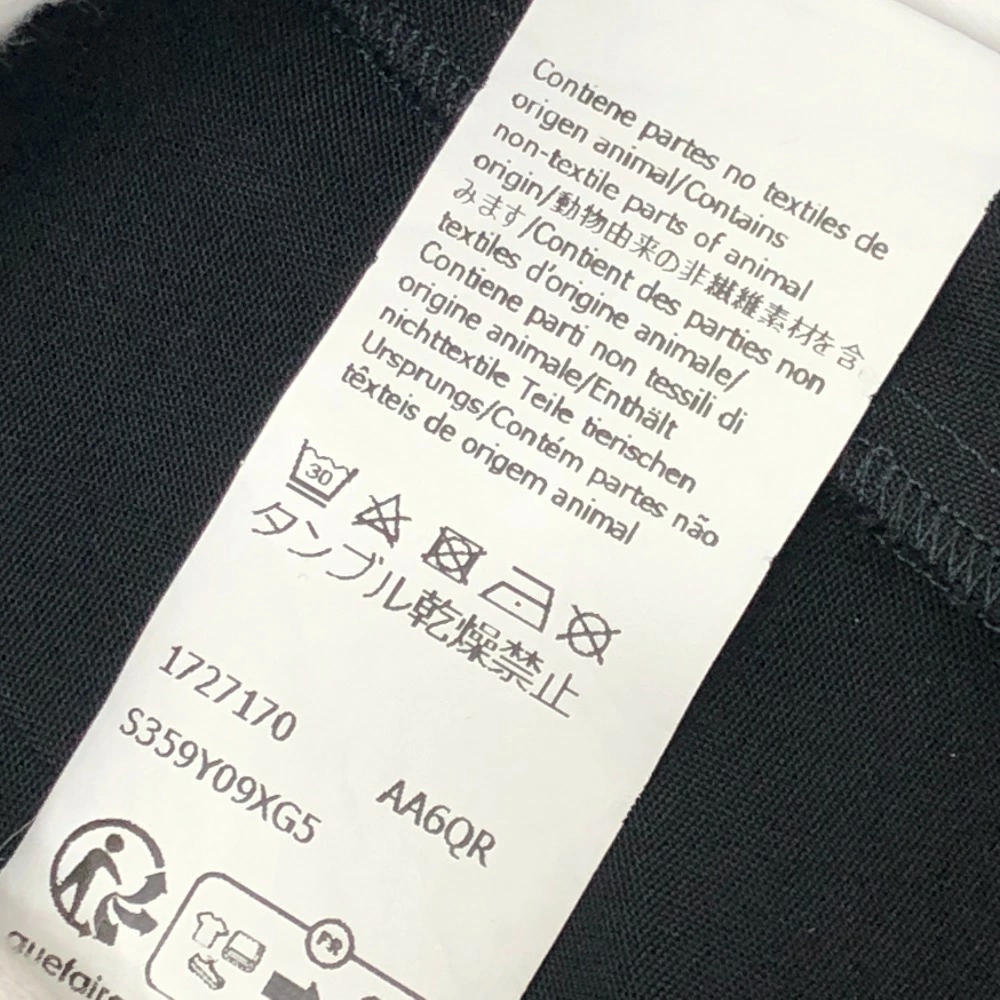 Contiene partes no textiles de
origen animal/Contains
non-textile parts of animal
origin/動物由来の非繊維素材を含
みます/Contient des parties non
textiles d'origine animale/
Contiene parti non tessili di
origine animale/Enthält
nichttextile Teile tierischen
Ursprungs/Contém partes não
têxteis de origem animal
30
タンブル乾燥禁止
1727170
S359Y09XG5 AA6QR
FR
quefaire